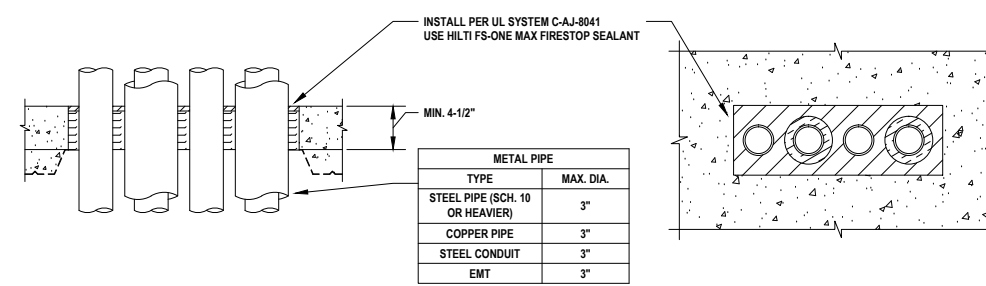 INSTALL PER UL SYSTEM C-AJ-8041
USE HILTI FS-ONE MAX FIRESTOP SEALANT
MIN. 4-1/2"
METAL PIPE
TYPE MAX. DIA.
STEEL PIPE (SCH. 10
OR HEAVIER) 3"
COPPER PIPE 3"
STEEL CONDUIT 3"
EMT 3"